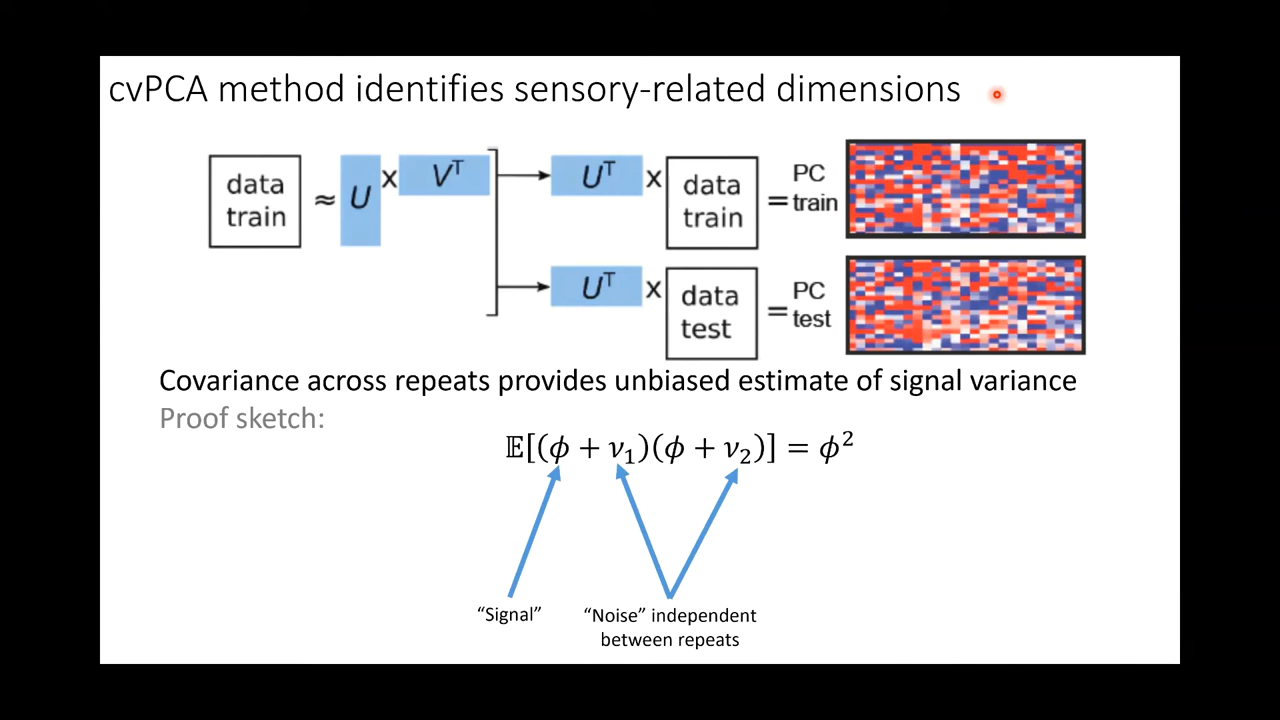 cvPCA method identifies sensory-related dimensions
data train ≈ U x Vᵀ Uᵀ x data train = PC train
Uᵀ x data test = PC test
Covariance across repeats provides unbiased estimate of signal variance
Proof sketch:
𝔼[(ϕ + ν₁)(ϕ + ν₂)] = ϕ²
“Signal”
“Noise” independent
between repeats